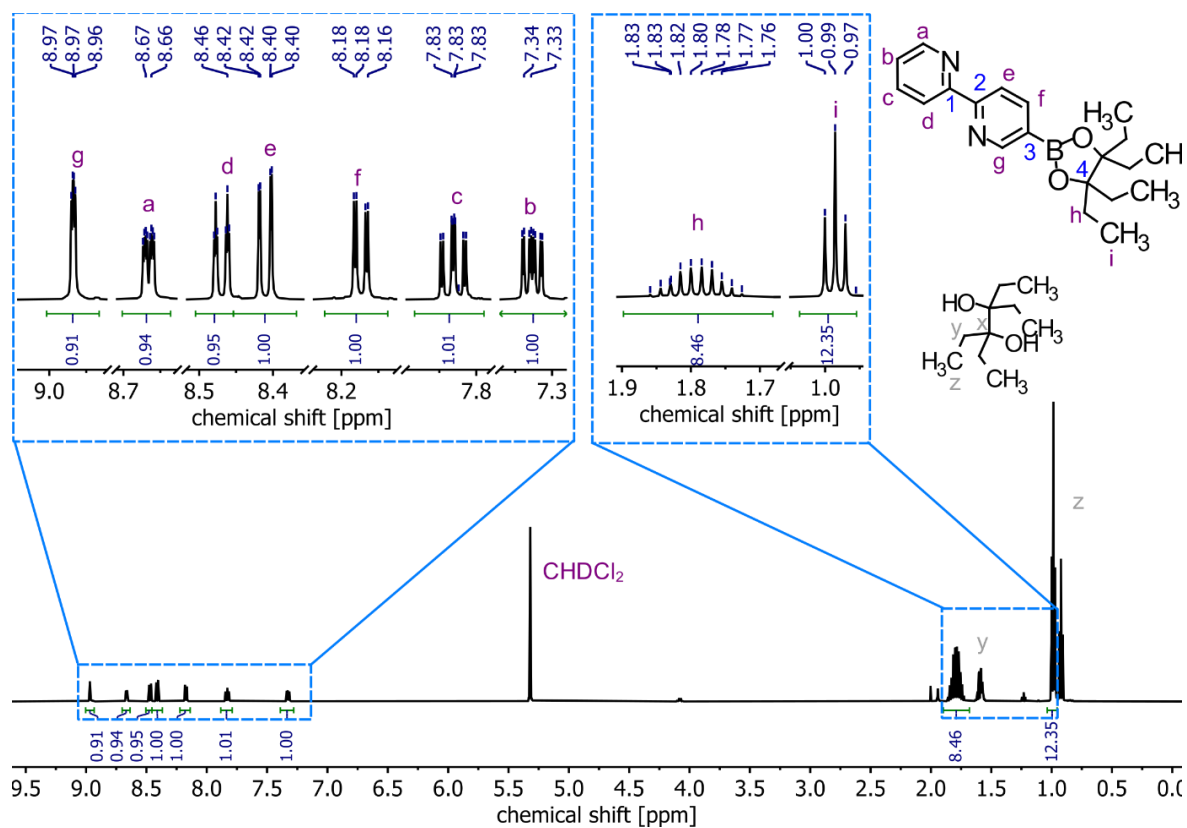 8.97 8.97 8.96 8.67 8.66 8.46 8.42 8.42 8.40 8.40 8.18 8.18 8.16 7.83 7.83 7.83 7.34 7.33
g a d e f c b
0.91 0.94 0.95 1.00 1.00 1.01 1.00
9.0 8.7 8.5 8.4 8.2 7.8 7.3
chemical shift [ppm]
1.83 1.83 1.82 1.80 1.78 1.77 1.76 1.00 0.99 0.97
h i
8.46 12.35
1.9 1.8 1.7 1.0
chemical shift [ppm]
a
b N
c 1 2 e
d f
N
g 3 B O O 4
CH3
CH3
CH3
h
CH3
i
HO CH3
y x CH3
OH
H3C
z CH3
z
CHDCl2
y
0.91 0.94 0.95 1.00 1.00 1.01 1.00 8.46 12.35
9.5 9.0 8.5 8.0 7.5 7.0 6.5 6.0 5.5 5.0 4.5 4.0 3.5 3.0 2.5 2.0 1.5 1.0 0.5 0.0
chemical shift [ppm]